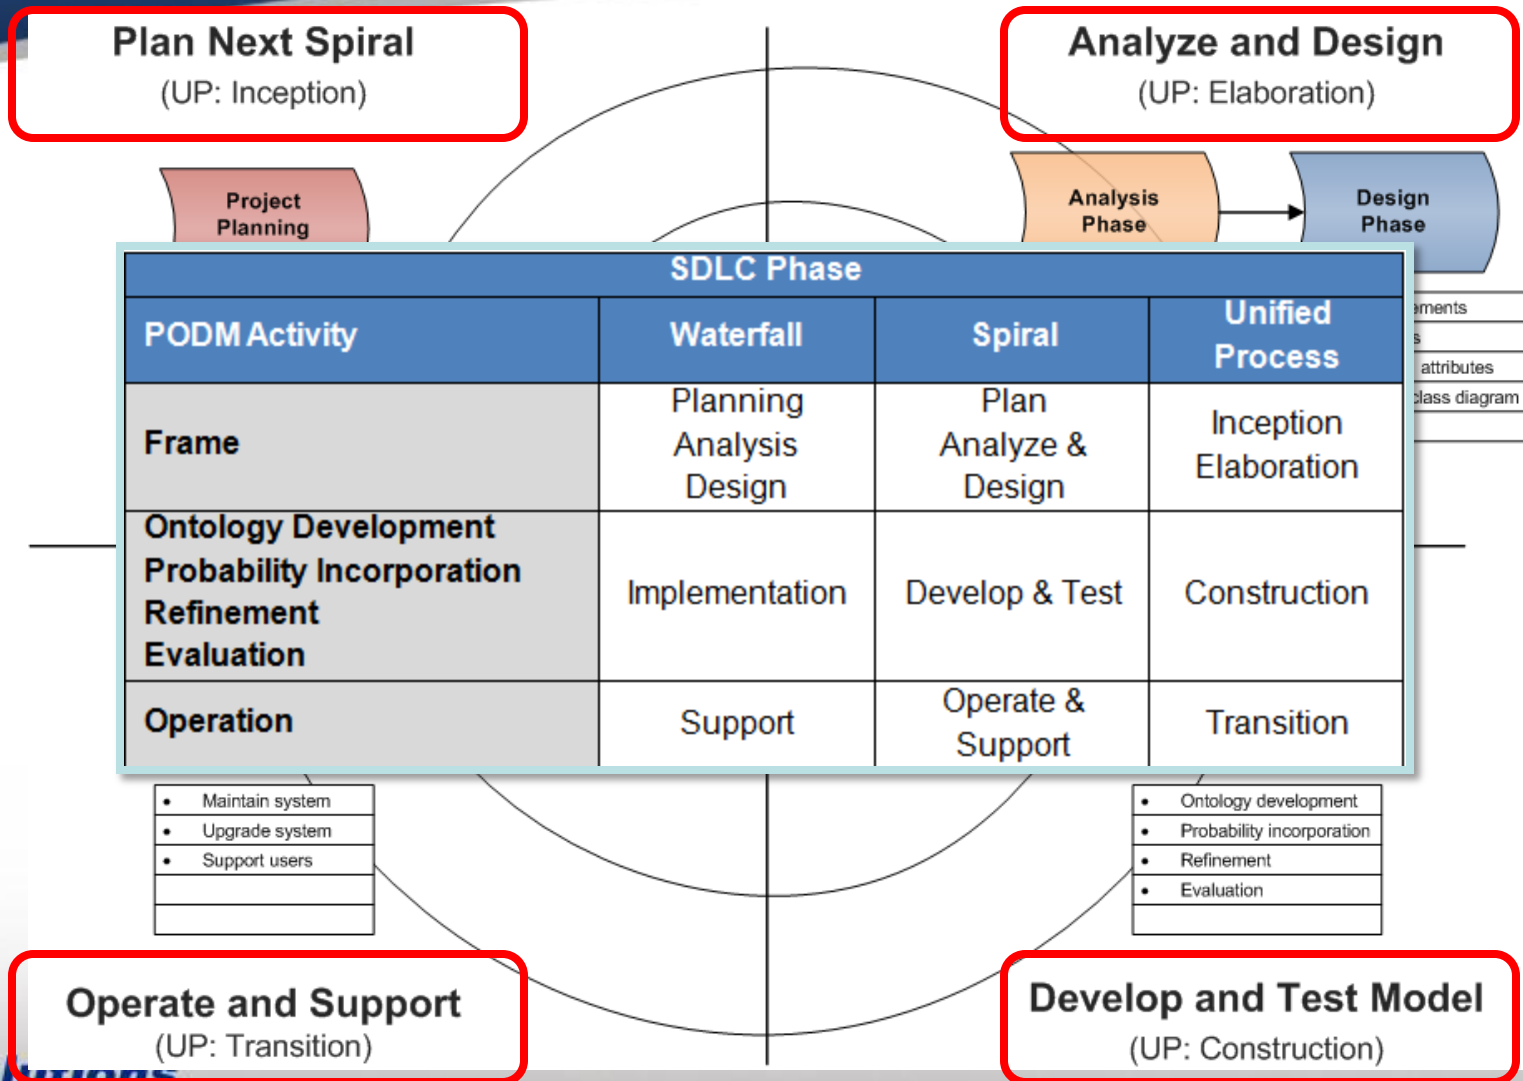 Plan Next Spiral
(UP: Inception)
Analyze and Design
(UP: Elaboration)
Project
Planning
Analysis
Phase
Design
Phase
attributes
class diagram
SDLC Phase
PODM Activity
Waterfall
Spiral
Unified
Process
Frame
Planning
Analysis
Design
Plan
Analyze &
Design
Inception
Elaboration
Ontology Development
Probability Incorporation
Refinement
Evaluation
Implementation
Develop & Test
Construction
Operation
Support
Operate &
Support
Transition
• Maintain system
• Upgrade system
• Support users
• Ontology development
• Probability incorporation
• Refinement
• Evaluation
Operate and Support
(UP: Transition)
Develop and Test Model
(UP: Construction)